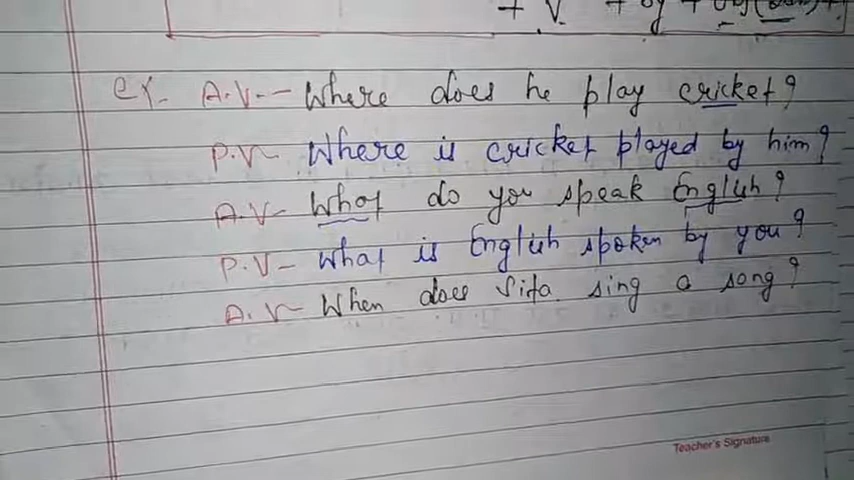 + V + by +
ex. A.V.- Where does he play cricket?
P.V- Where is cricket played by him?
A.V- What do you speak English?
P.V- What is English spoken by you?
A.V- When does Sita sing a song?
Teacher's Signature